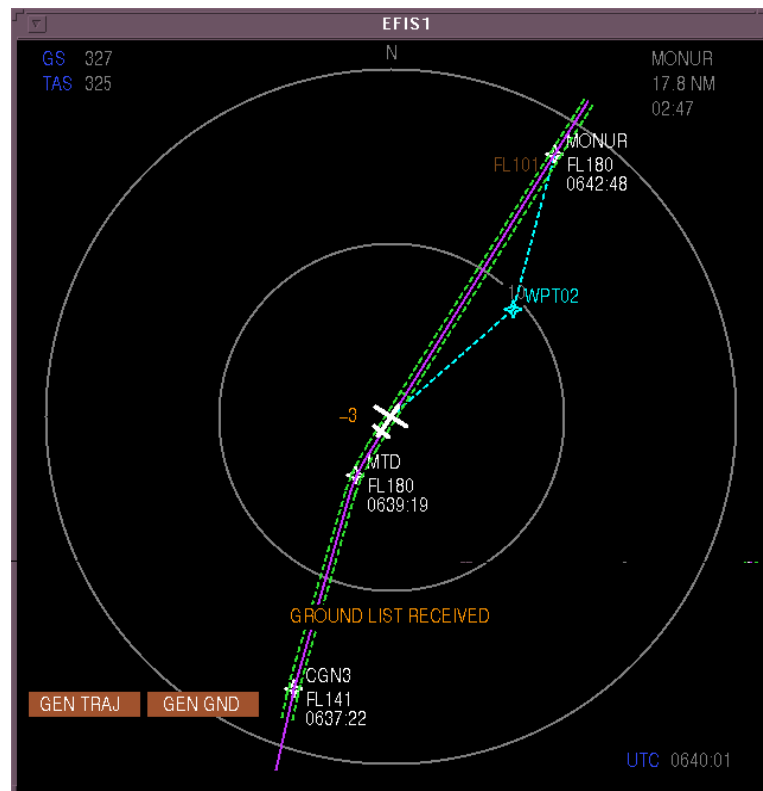 EFIS1
GS 327
TAS 325
N
MONUR
17.8 NM
02:47
MONUR
FL101
FL180
0642:48
10
WPT02
-3
MTD
FL180
0639:19
GROUND LIST RECEIVED
CGN3
FL141
0637:22
GEN TRAJ
GEN GND
UTC 0640:01